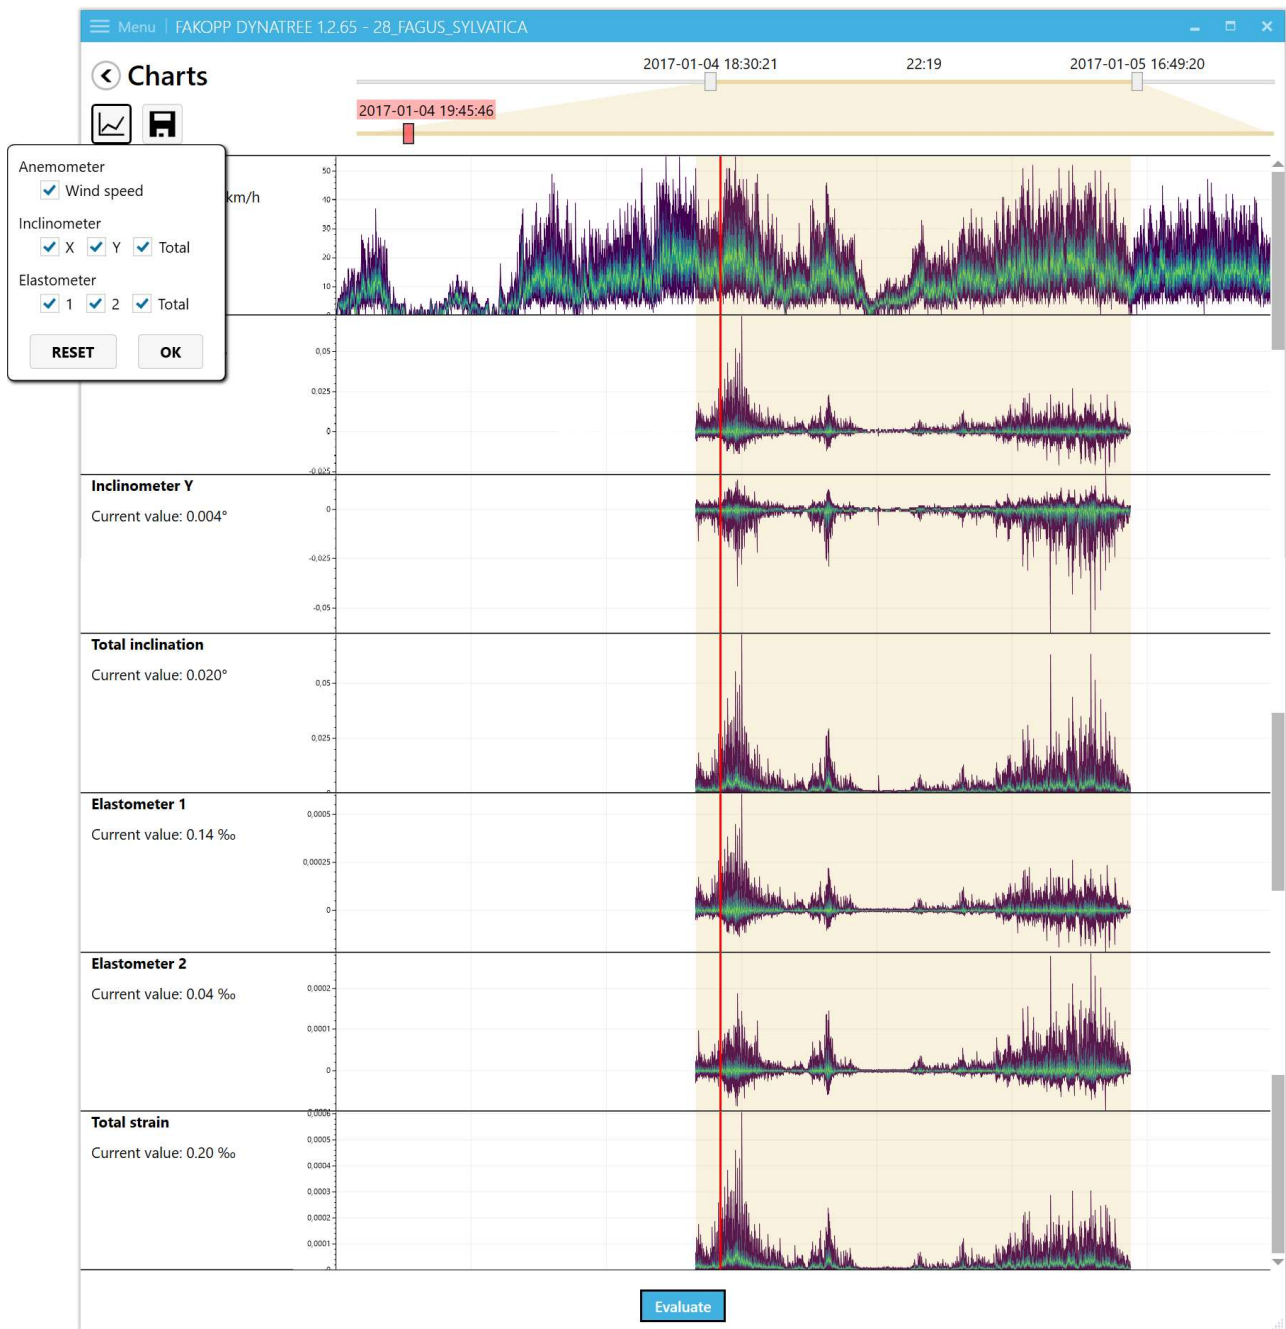 Menu | FAKOPP DYNATREE 1.2.65 - 28_FAGUS_SYLVATICA
Charts
2017-01-04 18:30:21 22:19 2017-01-05 16:49:20
2017-01-04 19:45:46
Anemometer
Wind speed
Inclinometer
X Y Total
Elastometer
1 2 Total
RESET OK
km/h
50
40
30
20
10
0,05
0,025
0
-0,025
Inclinometer Y
Current value: 0.004°
0
-0,025
-0,05
Total inclination
Current value: 0.020°
0,05
0,025
Elastometer 1
Current value: 0.14 ‰
0,0005
0,00025
0
Elastometer 2
Current value: 0.04 ‰
0,0002
0,0001
0
Total strain
Current value: 0.20 ‰
0,0006
0,0005
0,0004
0,0003
0,0002
0,0001
Evaluate